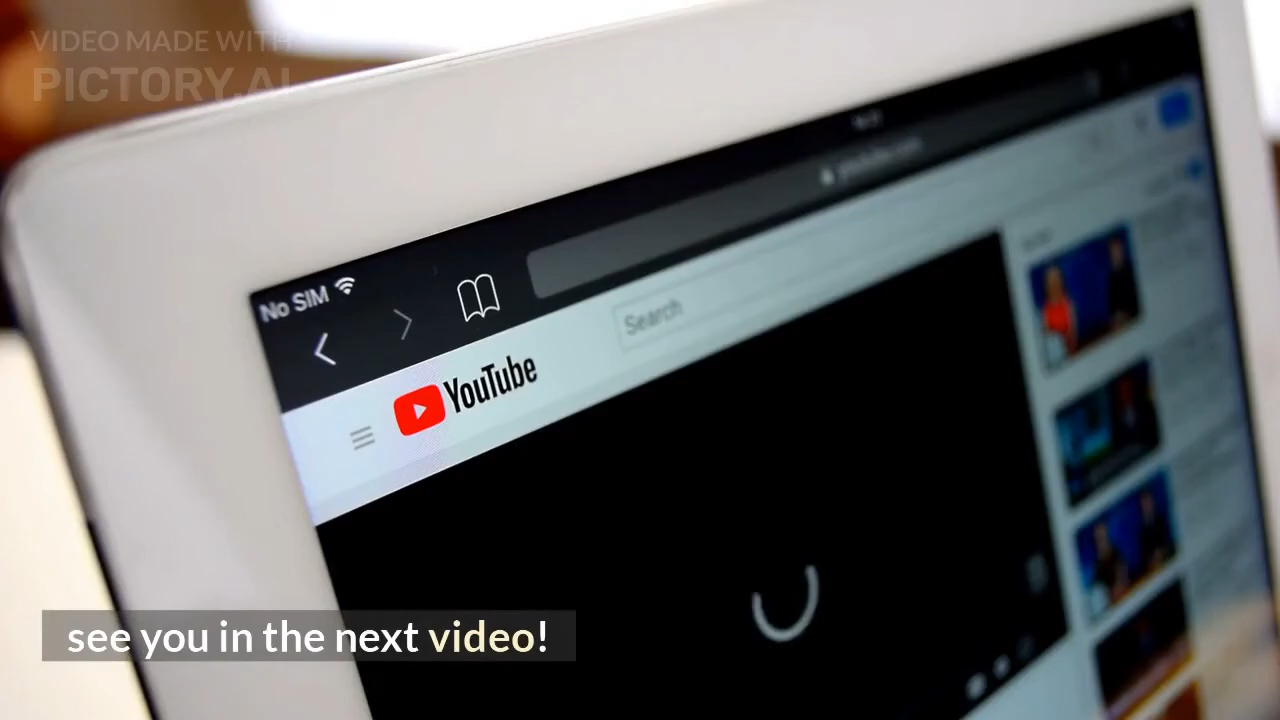 VIDEO MADE WITH
PICTORY.AI
No SIM
Search
YouTube
see you in the next video!